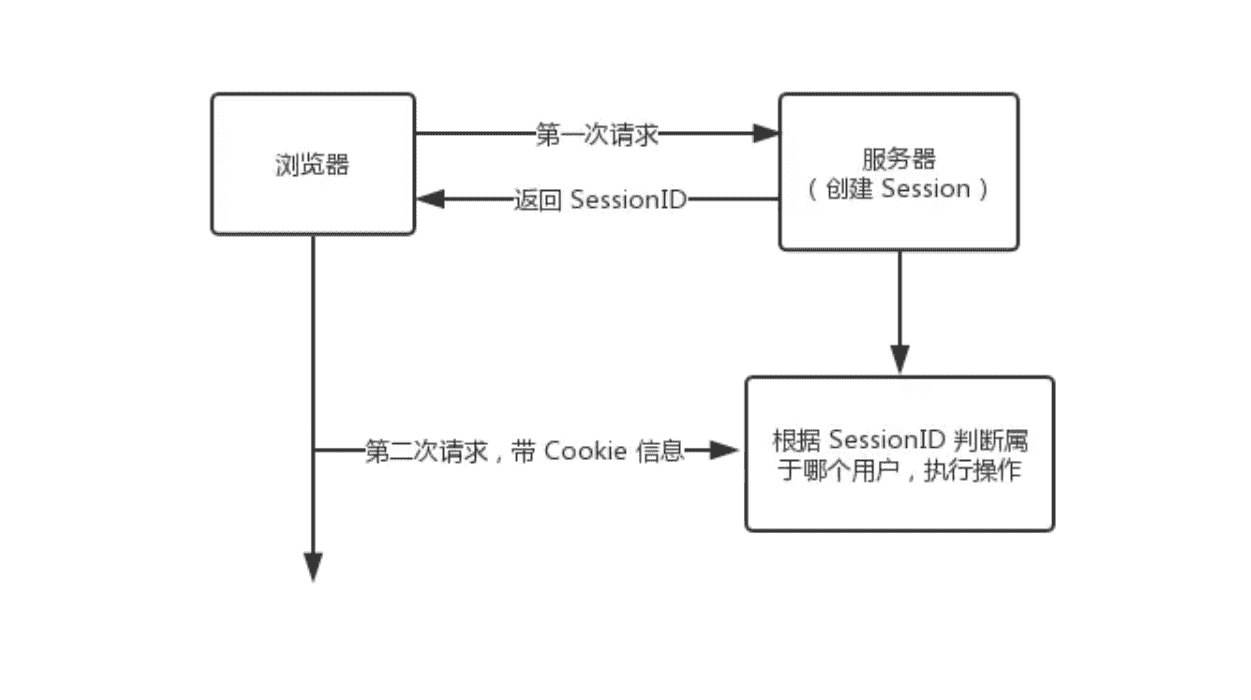 第一次请求
浏览器
服务器
（ 创建 Session ）
返回 SessionID
第二次请求，带 Cookie 信息
根据 SessionID 判断属
于哪个用户，执行操作